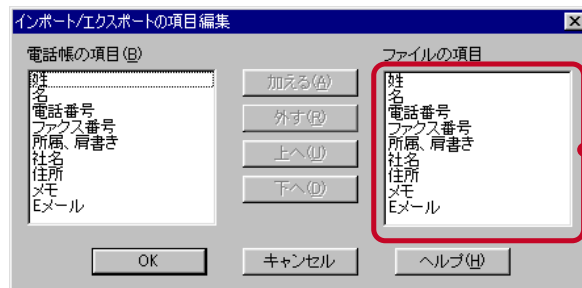 インポート/エクスポートの項目編集
電話帳の項目(B)
ファイルの項目
姓
名
電話番号
ファクス番号
所属、肩書き
社名
住所
メモ
Eメール
加える(A)
外す(R)
上へ(U)
下へ(D)
姓
名
電話番号
ファクス番号
所属、肩書き
社名
住所
メモ
Eメール
OK
キャンセル
ヘルプ(H)